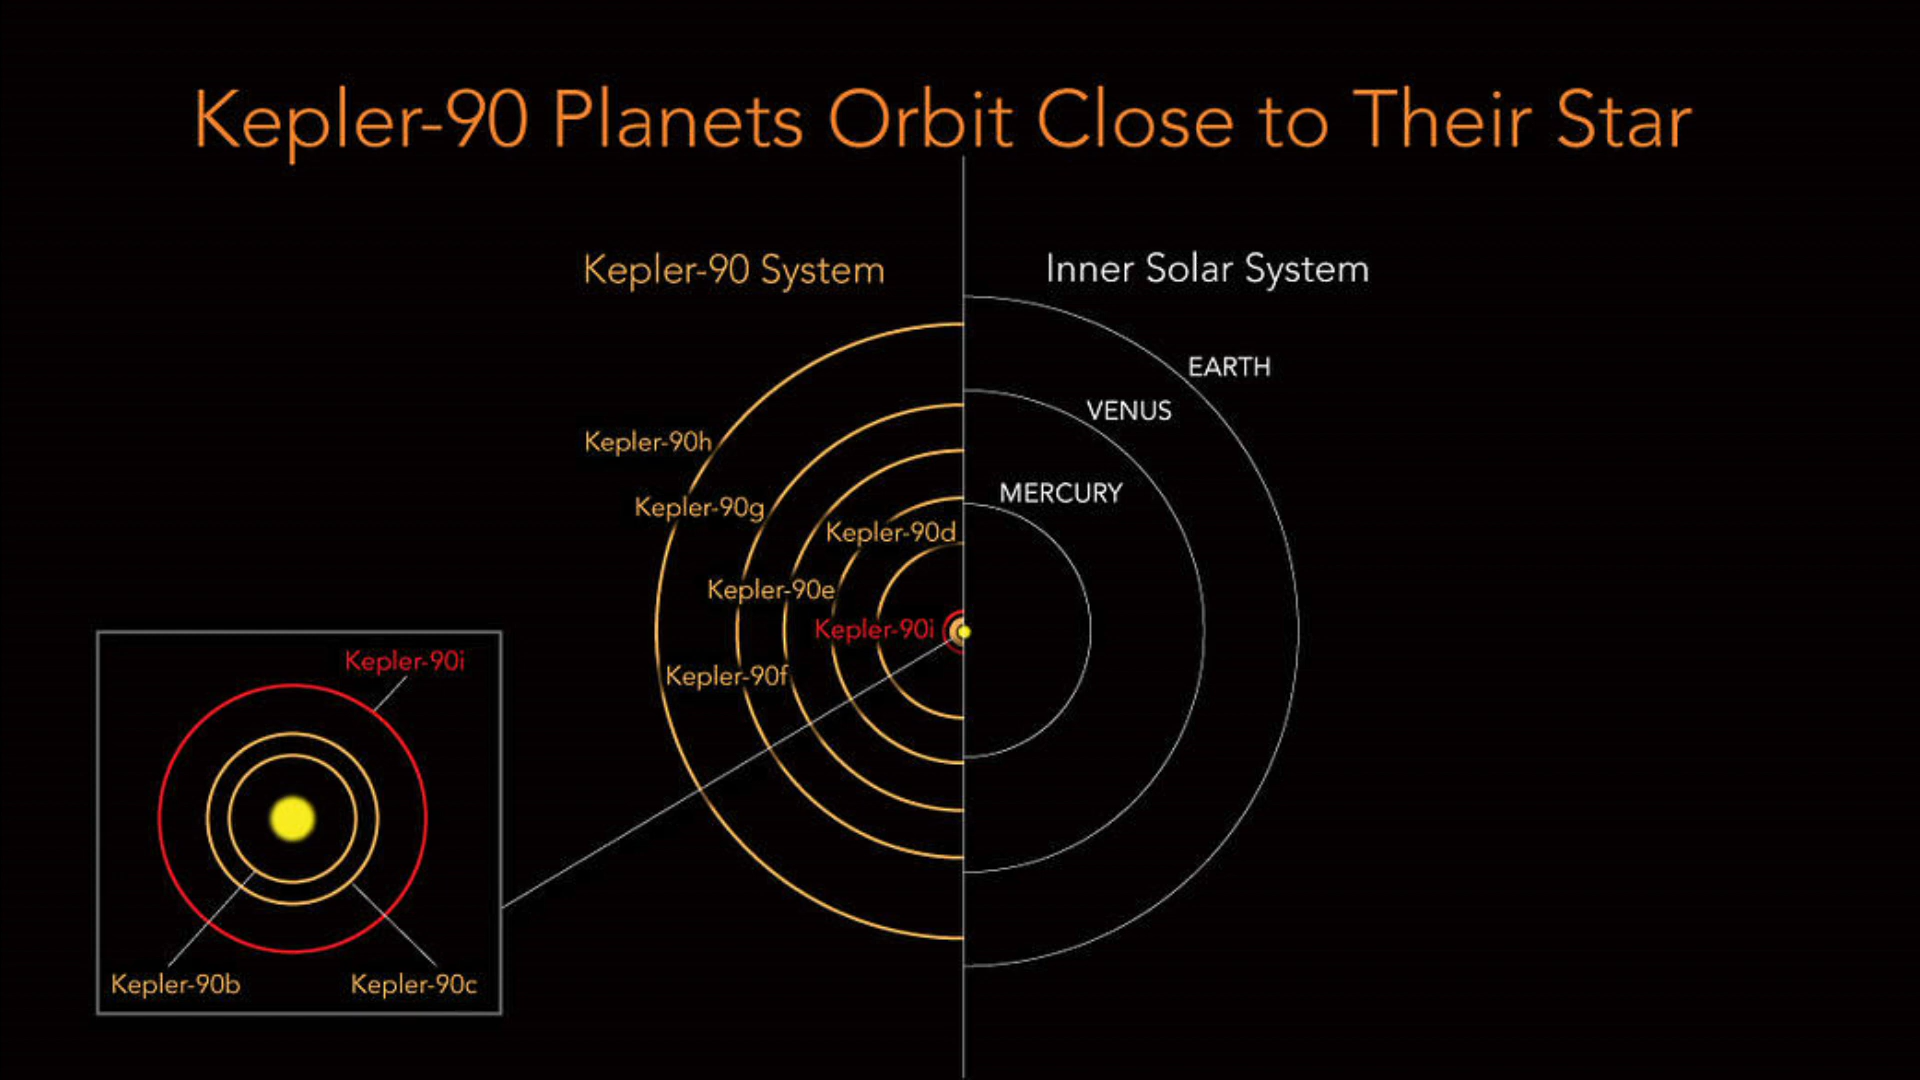 Kepler-90 Planets Orbit Close to Their Star
Kepler-90 System
Inner Solar System
EARTH
VENUS
Kepler-90h
MERCURY
Kepler-90g
Kepler-90d
Kepler-90e
Kepler-90i
Kepler-90f
Kepler-90i
Kepler-90b
Kepler-90c